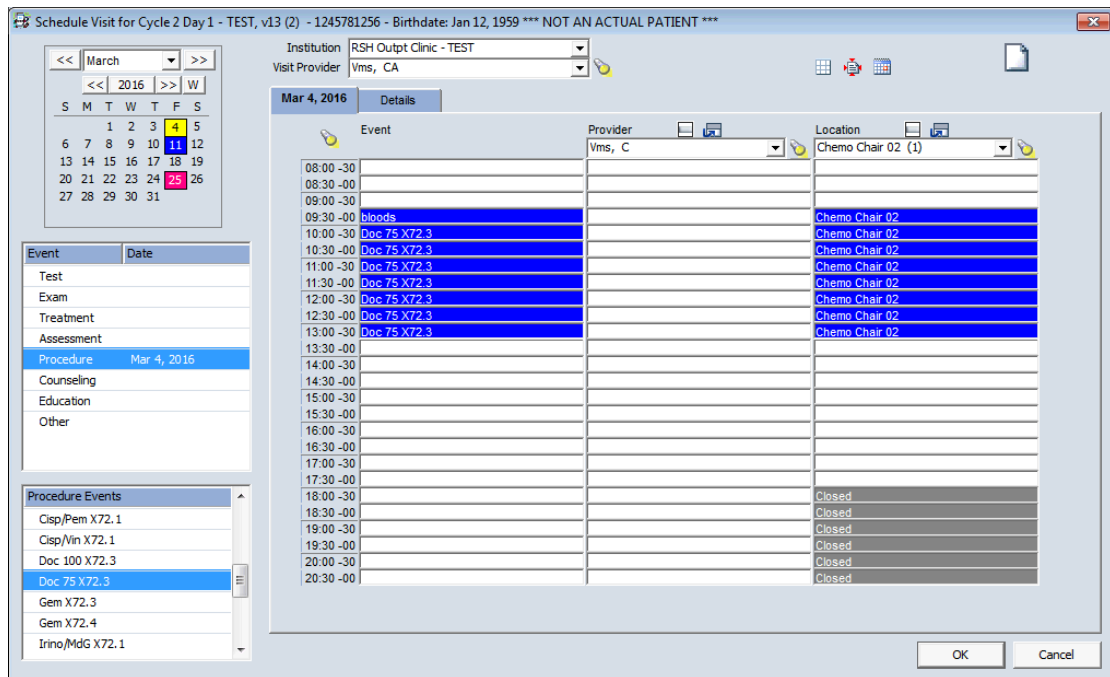 Schedule Visit for Cycle 2 Day 1 - TEST, v13 (2) - 1245781256 - Birthdate: Jan 12, 1959 *** NOT AN ACTUAL PATIENT ***
<< March >>
<< 2016 >> W
S M T W T F S
1 2 3 4 5
6 7 8 9 10 11 12
13 14 15 16 17 18 19
20 21 22 23 24 25 26
27 28 29 30 31
Event Date
Test
Exam
Treatment
Assessment
Procedure Mar 4, 2016
Counseling
Education
Other
Procedure Events
Cisp/Pem X72.1
Cisp/Vin X72.1
Doc 100 X72.3
Doc 75 X72.3
Gem X72.3
Gem X72.4
Irino/MdG X72.1
Institution RSH Outpt Clinic - TEST
Visit Provider Vms, CA
Mar 4, 2016 Details
Event Provider Location
Vms, C Chemo Chair 02 (1)
08:00 -30
08:30 -00
09:00 -30
09:30 -00 bloods Chemo Chair 02
10:00 -30 Doc 75 X72.3 Chemo Chair 02
10:30 -00 Doc 75 X72.3 Chemo Chair 02
11:00 -30 Doc 75 X72.3 Chemo Chair 02
11:30 -00 Doc 75 X72.3 Chemo Chair 02
12:00 -30 Doc 75 X72.3 Chemo Chair 02
12:30 -00 Doc 75 X72.3 Chemo Chair 02
13:00 -30 Doc 75 X72.3 Chemo Chair 02
13:30 -00
14:00 -30
14:30 -00
15:00 -30
15:30 -00
16:00 -30
16:30 -00
17:00 -30
17:30 -00
18:00 -30 Closed
18:30 -00 Closed
19:00 -30 Closed
19:30 -00 Closed
20:00 -30 Closed
20:30 -00 Closed
OK Cancel